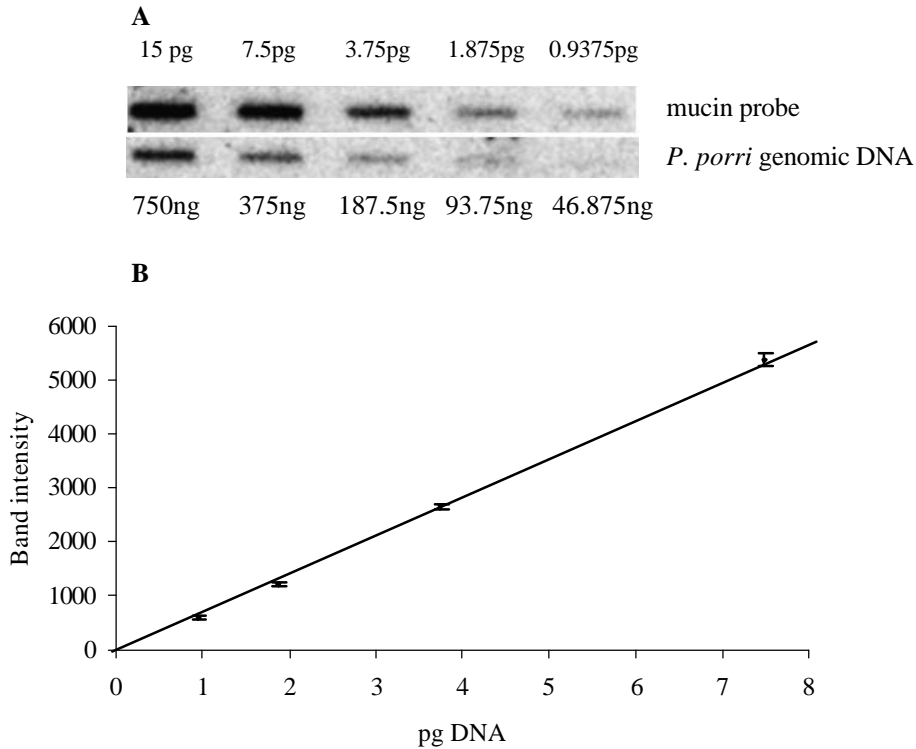 A
15 pg 7.5pg 3.75pg 1.875pg 0.9375pg
mucin probe
P. porri genomic DNA
750ng 375ng 187.5ng 93.75ng 46.875ng
B
6000
5000
4000
3000
2000
1000
0
Band intensity
0 1 2 3 4 5 6 7 8
pg DNA